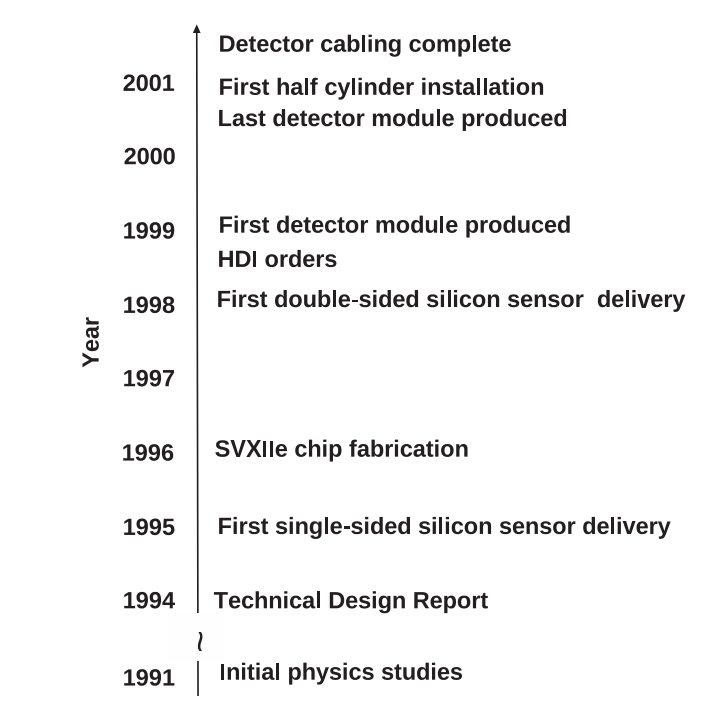 Detector cabling complete
2001 First half cylinder installation
Last detector module produced
2000
1999 First detector module produced
HDI orders
1998 First double-sided silicon sensor delivery
Year
1997
1996 SVXIIe chip fabrication
1995 First single-sided silicon sensor delivery
1994 Technical Design Report
1991 Initial physics studies